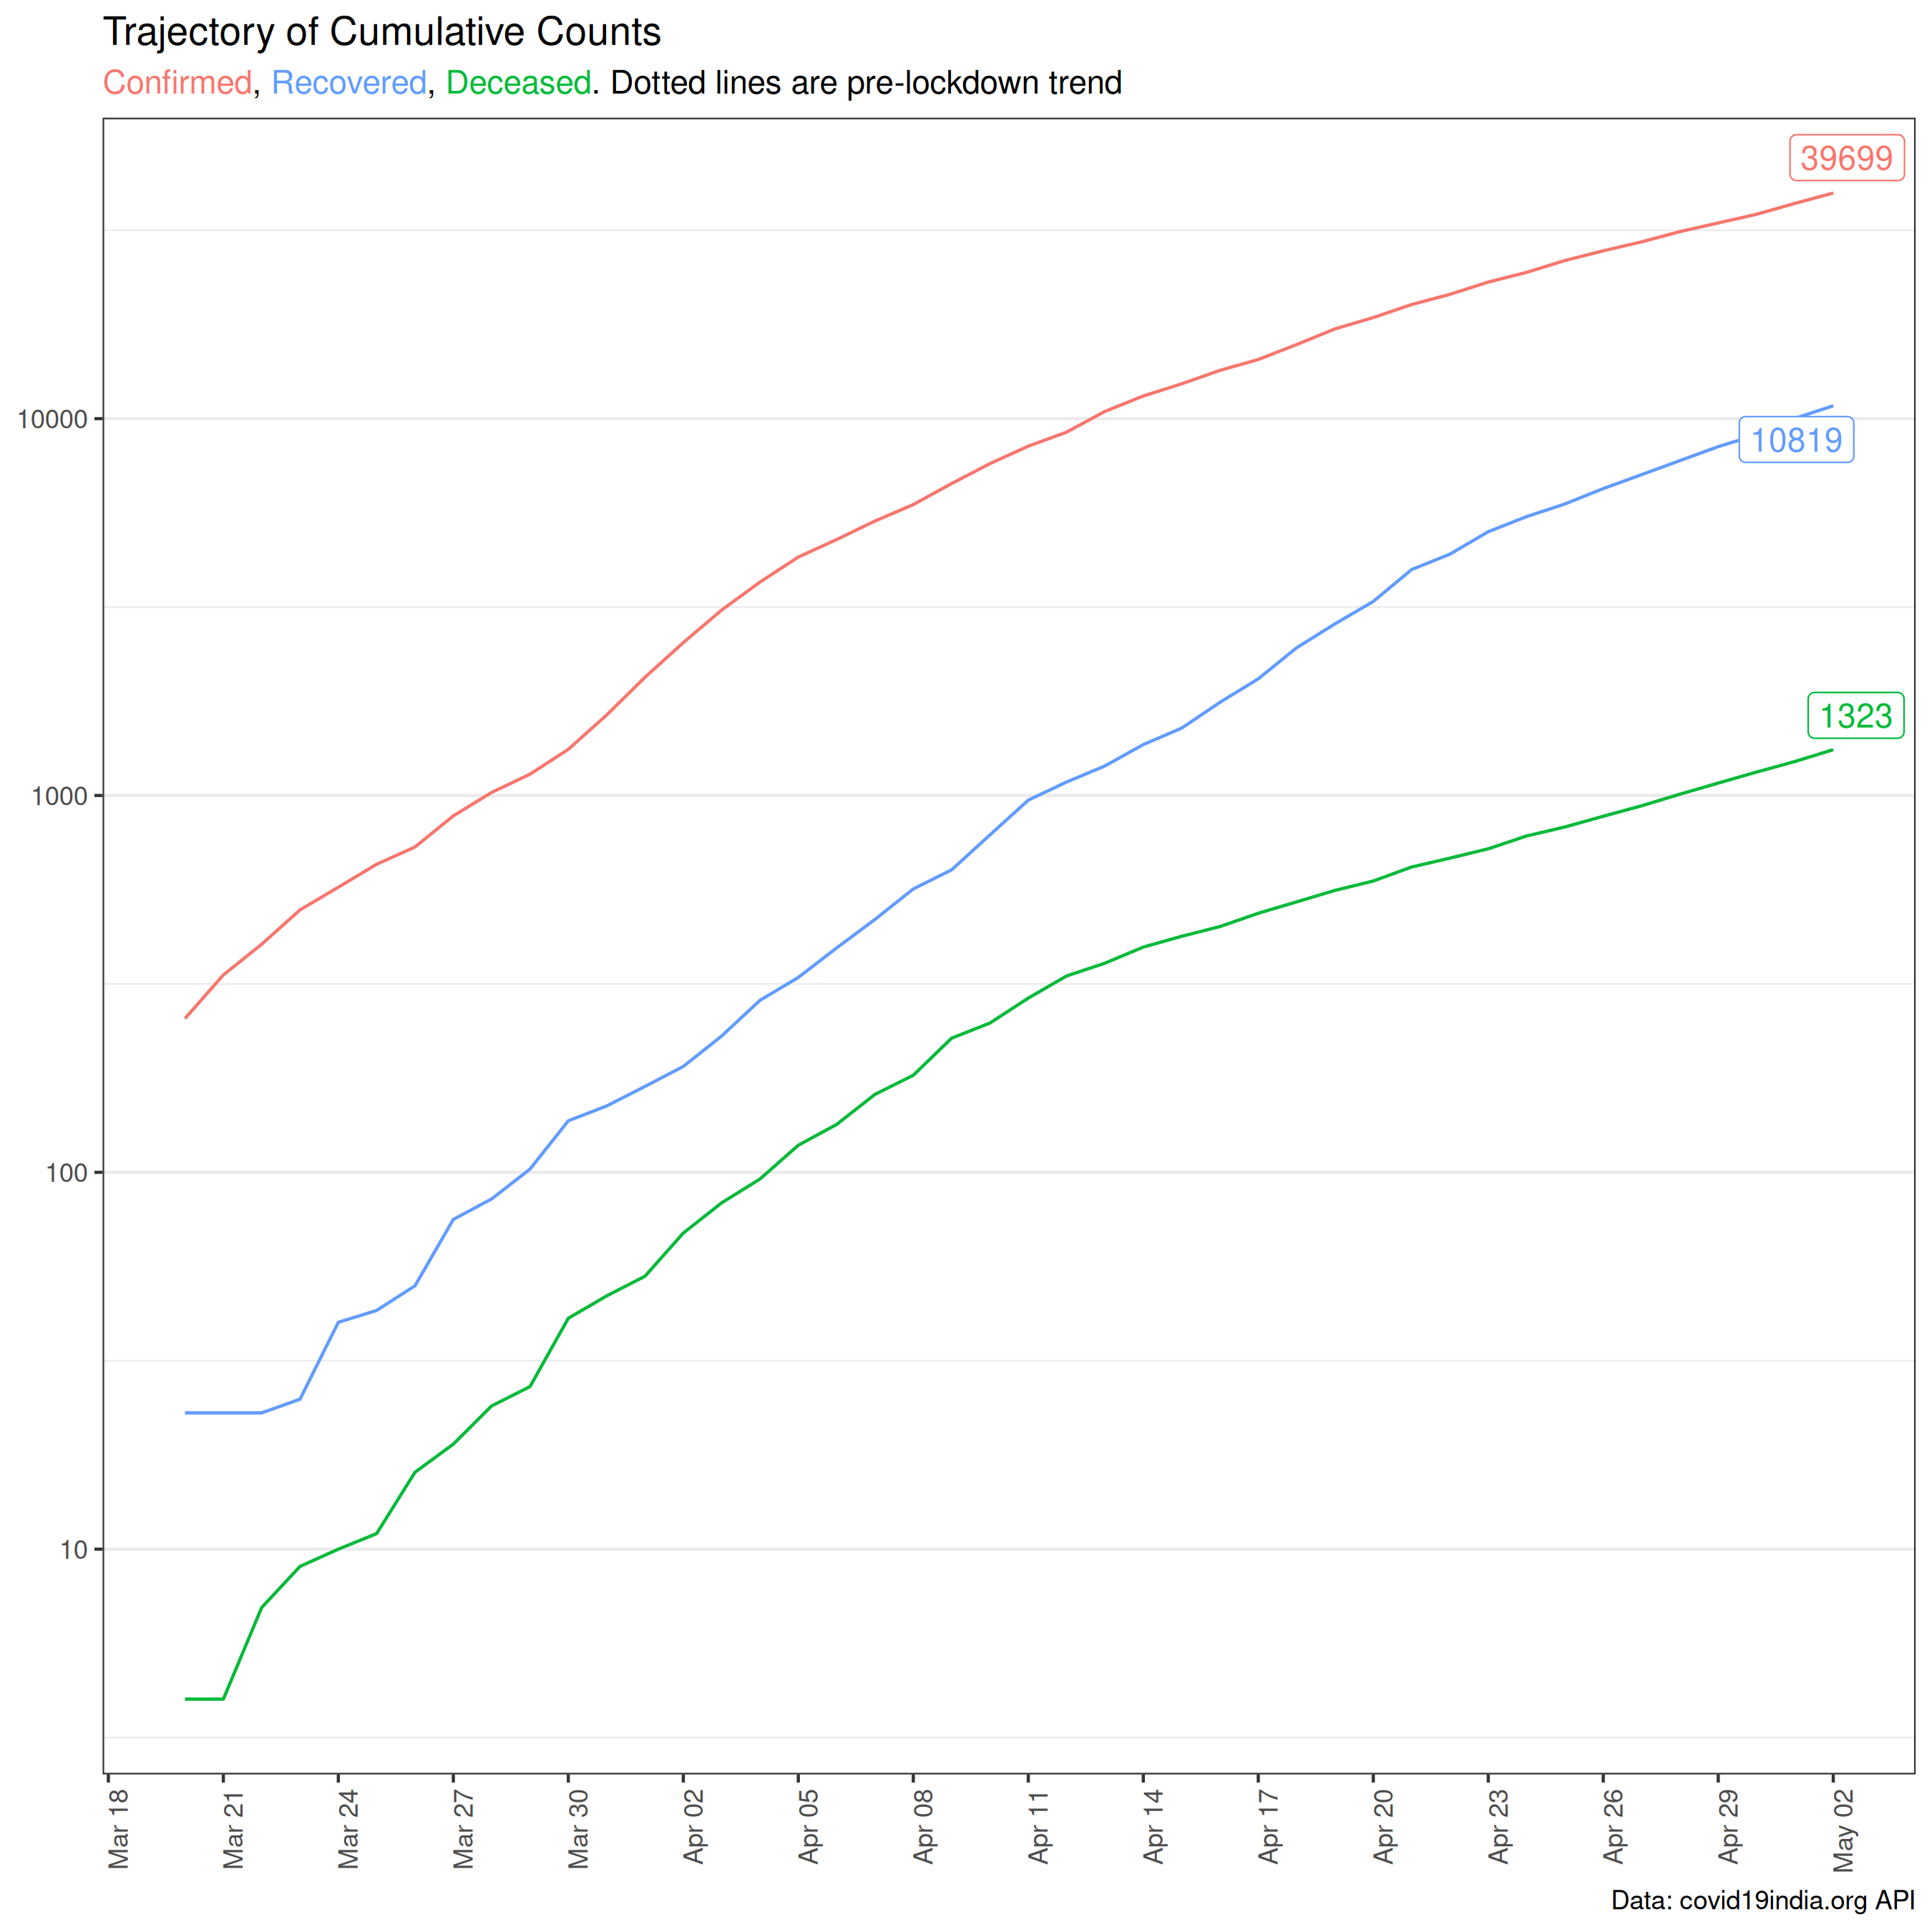 Trajectory of Cumulative Counts
Confirmed, Recovered, Deceased. Dotted lines are pre-lockdown trend
39699
10000
10819
1323
1000
100
10
Mar 18
Mar 21
Mar 24
Mar 27
Mar 30
Apr 02
Apr 05
Apr 08
Apr 11
Apr 14
Apr 17
Apr 20
Apr 23
Apr 26
Apr 29
May 02
Data: covid19india.org API